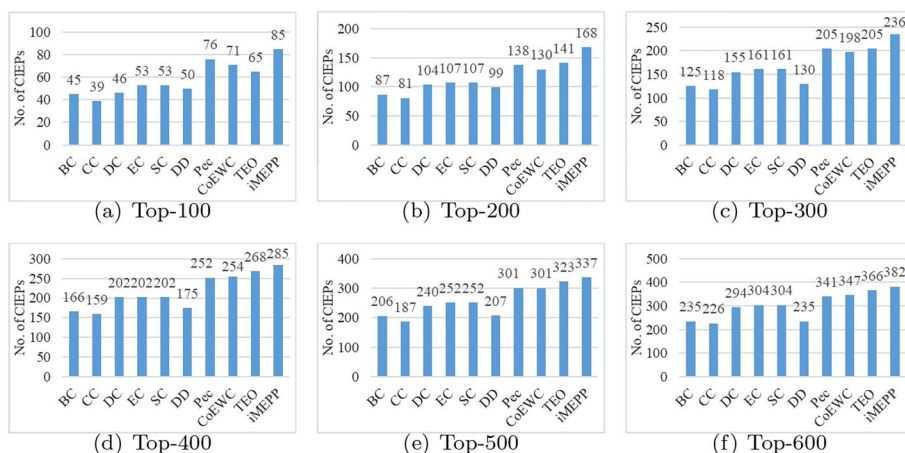 No. of CIEPs
100
80
60
40
20
0
45
39
46
53
53
50
76
71
65
85
BC
CC
DC
EC
SC
DD
Pec
CoEWC
TEO
iMEPP
(a) Top-100
No. of CIEPs
200
150
100
50
0
87
81
104
107
107
99
138
130
141
168
BC
CC
DC
EC
SC
DD
Pec
CoEWC
TEO
iMEPP
(b) Top-200
No. of CIEPs
250
200
150
100
50
0
125
118
155
161
161
130
205
198
205
236
BC
CC
DC
EC
SC
DD
Pec
CoEWC
TEO
iMEPP
(c) Top-300
No. of CIEPs
300
250
200
150
100
50
0
166
159
202
202
202
175
252
254
268
285
BC
CC
DC
EC
SC
DD
Pec
CoEWC
TEO
iMEPP
(d) Top-400
No. of CIEPs
400
300
200
100
0
206
187
240
252
252
207
301
301
323
337
BC
CC
DC
EC
SC
DD
Pec
CoEWC
TEO
iMEPP
(e) Top-500
No. of CIEPs
500
400
300
200
100
0
235
226
294
304
304
235
341
347
366
382
BC
CC
DC
EC
SC
DD
Pec
CoEWC
TEO
iMEPP
(f) Top-600